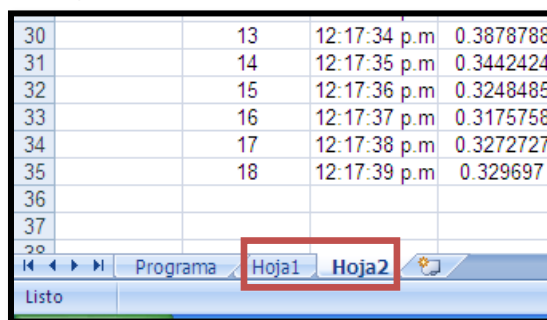 30 13 12:17:34 p.m 0.3878788
31 14 12:17:35 p.m 0.3442424
32 15 12:17:36 p.m 0.3248485
33 16 12:17:37 p.m 0.3175758
34 17 12:17:38 p.m 0.3272727
35 18 12:17:39 p.m 0.329697
36
37
38
Programa Hoja1 Hoja2
Listo